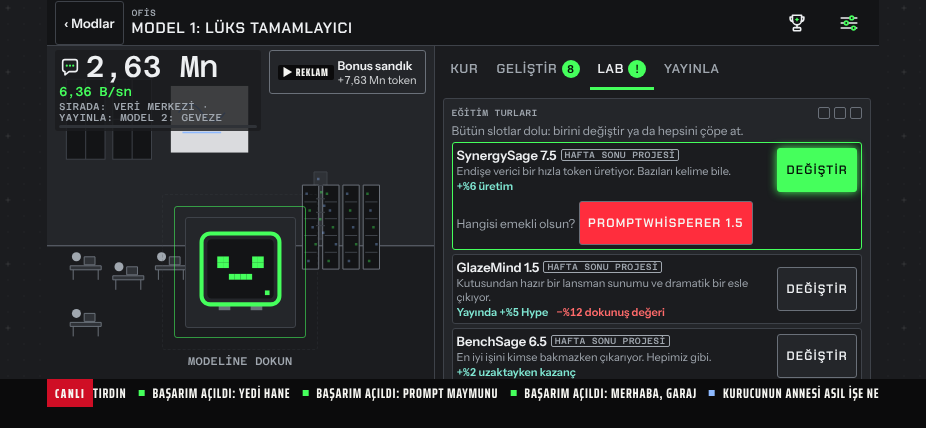 ‹ Modlar
OFİS
MODEL 1: LÜKS TAMAMLAYICI
2,63 Mn
6,36 B/sn
SIRADA: VERİ MERKEZİ ·
YAYINLA: MODEL 2: GEVEZE
REKLAM
Bonus sandık
+7,63 Mn token
MODELİNE DOKUN
KUR
GELİŞTİR 8
LAB !
YAYINLA
EĞİTİM TURLARI
Bütün slotlar dolu: birini değiştir ya da hepsini çöpe at.
SynergySage 7.5 HAFTA SONU PROJESİ
Endişe verici bir hızla token üretiyor. Bazıları kelime bile.
+%6 üretim
DEĞİŞTİR
Hangisi emekli olsun?
PROMPTWHİSPERER 1.5
GlazeMind 1.5 HAFTA SONU PROJESİ
Kutusundan hazır bir lansman sunumu ve dramatik bir esle
çıkıyor.
Yayında +%5 Hype −%12 dokunuş değeri
DEĞİŞTİR
BenchSage 6.5 HAFTA SONU PROJESİ
En iyi işini kimse bakmazken çıkarıyor. Hepimiz gibi.
+%2 uzaktayken kazanç
DEĞİŞTİR
CANLI
TIRDIN
BAŞARIM AÇILDI: YEDİ HANE
BAŞARIM AÇILDI: PROMPT MAYMUNU
BAŞARIM AÇILDI: MERHABA, GARAJ
KURUCUNUN ANNESİ ASIL İŞE NE